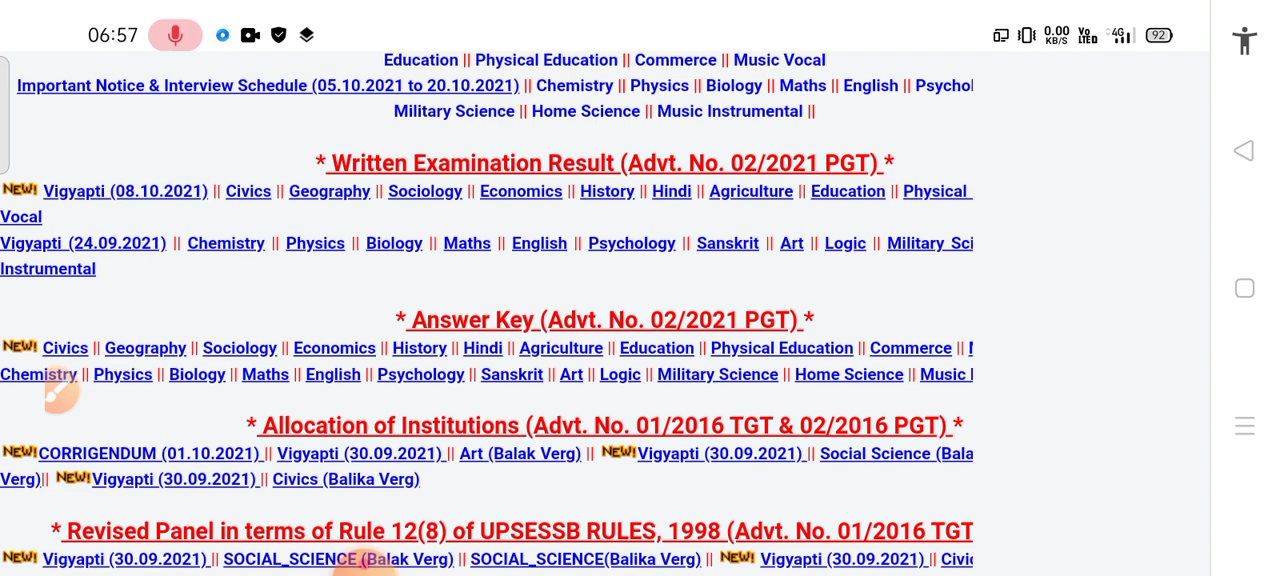 06:57 0.00 KB/S Vo LTED 4G 92
Education || Physical Education || Commerce || Music Vocal
Important Notice & Interview Schedule (05.10.2021 to 20.10.2021) || Chemistry || Physics || Biology || Maths || English || Psychol
Military Science || Home Science || Music Instrumental ||
* Written Examination Result (Advt. No. 02/2021 PGT) *
NEW! Vigyapti (08.10.2021) || Civics || Geography || Sociology || Economics || History || Hindi || Agriculture || Education || Physical
Vocal
Vigyapti (24.09.2021) || Chemistry || Physics || Biology || Maths || English || Psychology || Sanskrit || Art || Logic || Military Sci
Instrumental
* Answer Key (Advt. No. 02/2021 PGT) *
NEW! Civics || Geography || Sociology || Economics || History || Hindi || Agriculture || Education || Physical Education || Commerce ||
Chemistry || Physics || Biology || Maths || English || Psychology || Sanskrit || Art || Logic || Military Science || Home Science || Music
* Allocation of Institutions (Advt. No. 01/2016 TGT & 02/2016 PGT) *
NEW! CORRIGENDUM (01.10.2021) || Vigyapti (30.09.2021) || Art (Balak Verg) || NEW! Vigyapti (30.09.2021) || Social Science (Bala
Verg)|| NEW! Vigyapti (30.09.2021) || Civics (Balika Verg)
* Revised Panel in terms of Rule 12(8) of UPSESSB RULES, 1998 (Advt. No. 01/2016 TGT
NEW! Vigyapti (30.09.2021) || SOCIAL_SCIENCE (Balak Verg) || SOCIAL_SCIENCE(Balika Verg) || NEW! Vigyapti (30.09.2021) || Civic